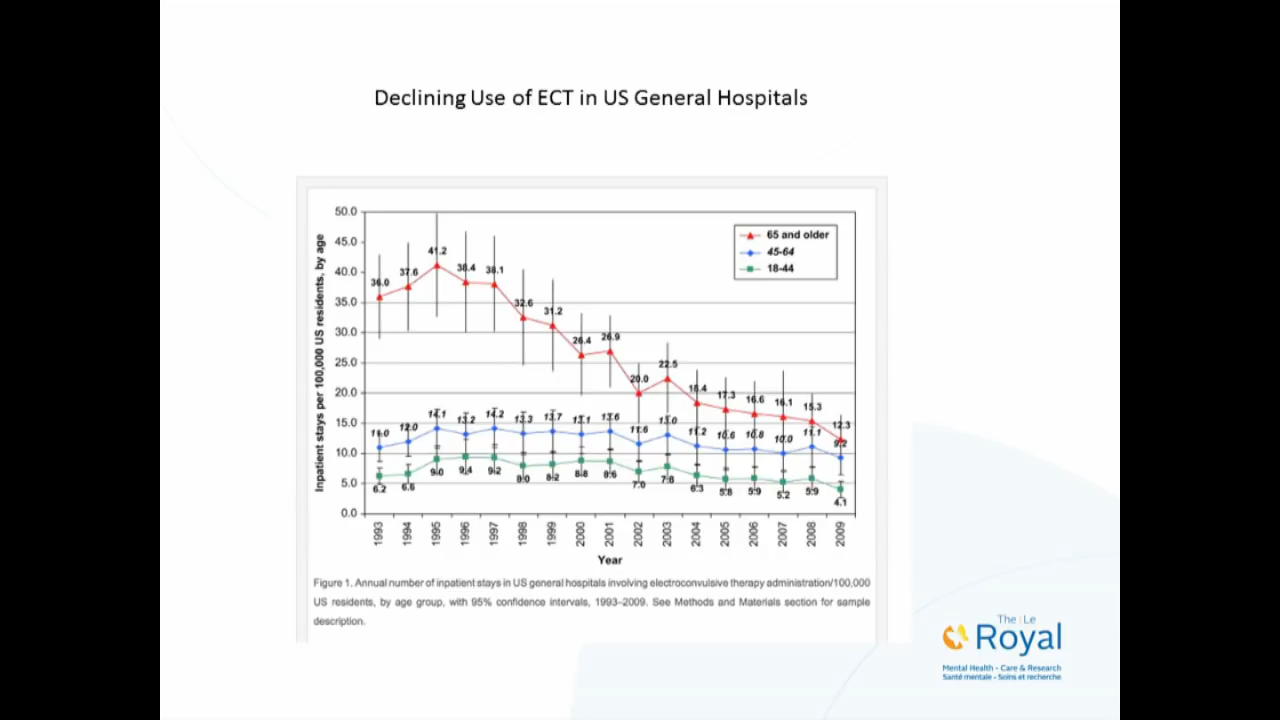 Declining Use of ECT in US General Hospitals
Inpatient stays per 100,000 US residents, by age
50.0
45.0
40.0
35.0
30.0
25.0
20.0
15.0
10.0
5.0
0.0
65 and older
45-64
18-44
36.0 37.6 41.2 38.4 38.1 32.6 31.2 26.4 26.9 20.0 22.5 18.4 17.3 16.6 16.1 15.3 12.3
11.0 12.0 14.1 13.2 14.2 13.3 13.7 13.1 13.6 11.6 13.0 11.2 10.6 10.8 10.0 11.1 9.2
6.2 6.6 9.0 9.4 9.2 8.0 8.2 8.8 8.6 7.0 7.8 6.3 5.8 5.9 5.2 5.9 4.1
1993 1994 1995 1996 1997 1998 1999 2000 2001 2002 2003 2004 2005 2006 2007 2008 2009
Year
Figure 1. Annual number of inpatient stays in US general hospitals involving electroconvulsive therapy administration/100,000
US residents, by age group, with 95% confidence intervals, 1993–2009. See Methods and Materials section for sample
description.
The Le
Royal
Mental Health - Care & Research
Santé mentale - Soins et recherche